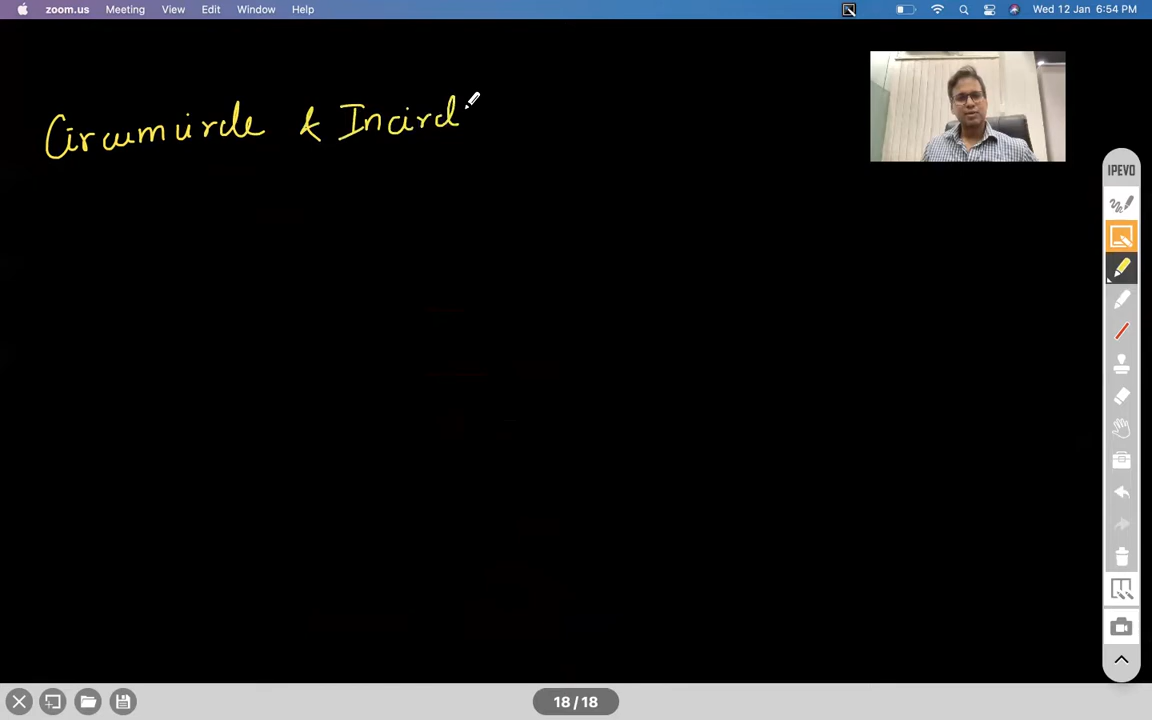 zoom.us Meeting View Edit Window Help Wed 12 Jan 6:54 PM
Circumcircle & Incircl
IPEVO
18 / 18